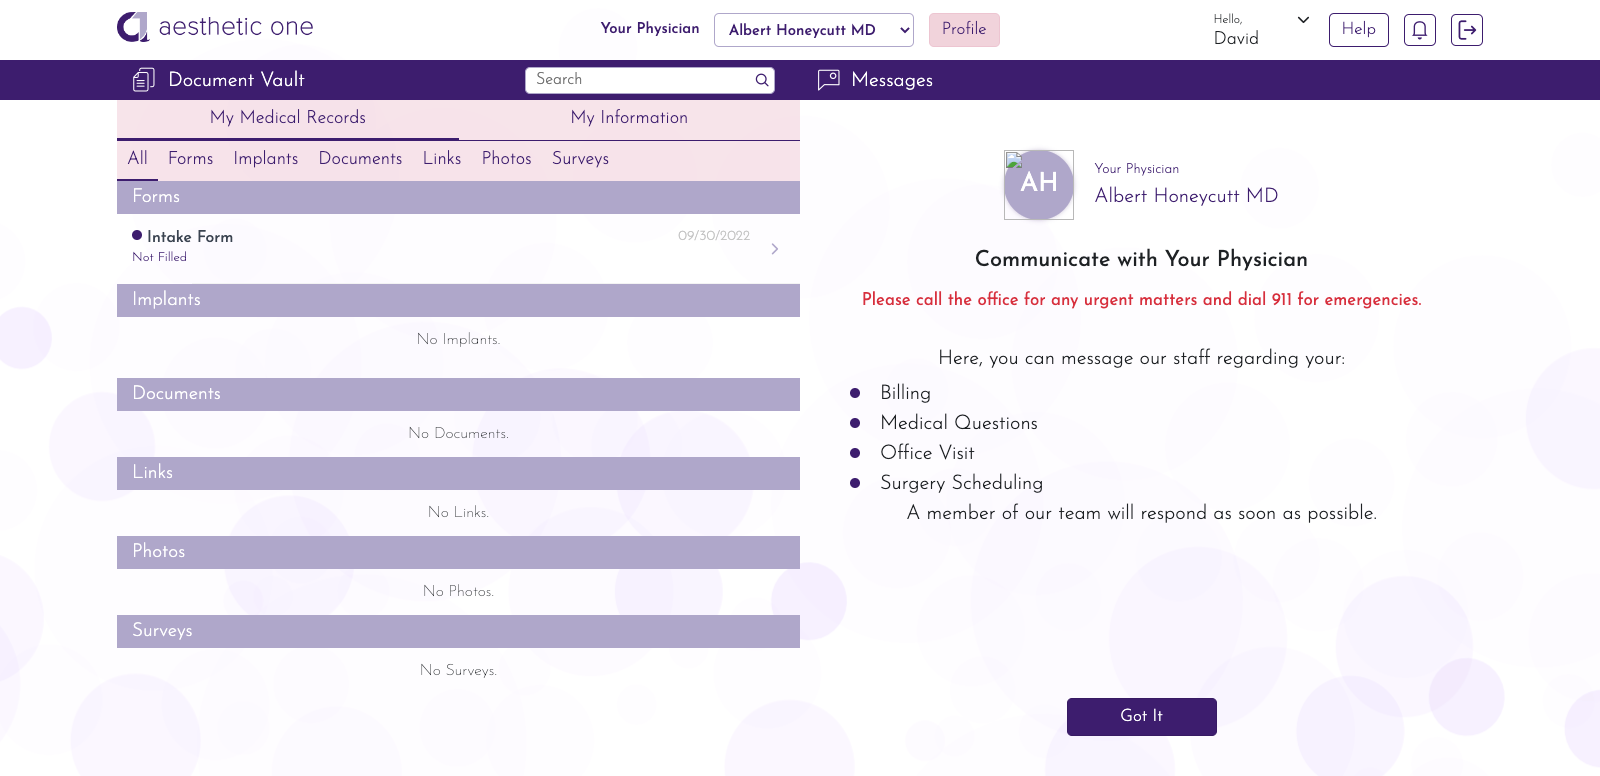 aesthetic one
Your Physician
Albert Honeycutt MD
Profile
Hello,
David
Help
Document Vault
Search
Messages
My Medical Records
My Information
All
Forms
Implants
Documents
Links
Photos
Surveys
Forms
Intake Form
09/30/2022
Not Filled
Implants
No Implants.
Documents
No Documents.
Links
No Links.
Photos
No Photos.
Surveys
No Surveys.
AH
Your Physician
Albert Honeycutt MD
Communicate with Your Physician
Please call the office for any urgent matters and dial 911 for emergencies.
Here, you can message our staff regarding your:
Billing
Medical Questions
Office Visit
Surgery Scheduling
A member of our team will respond as soon as possible.
Got It